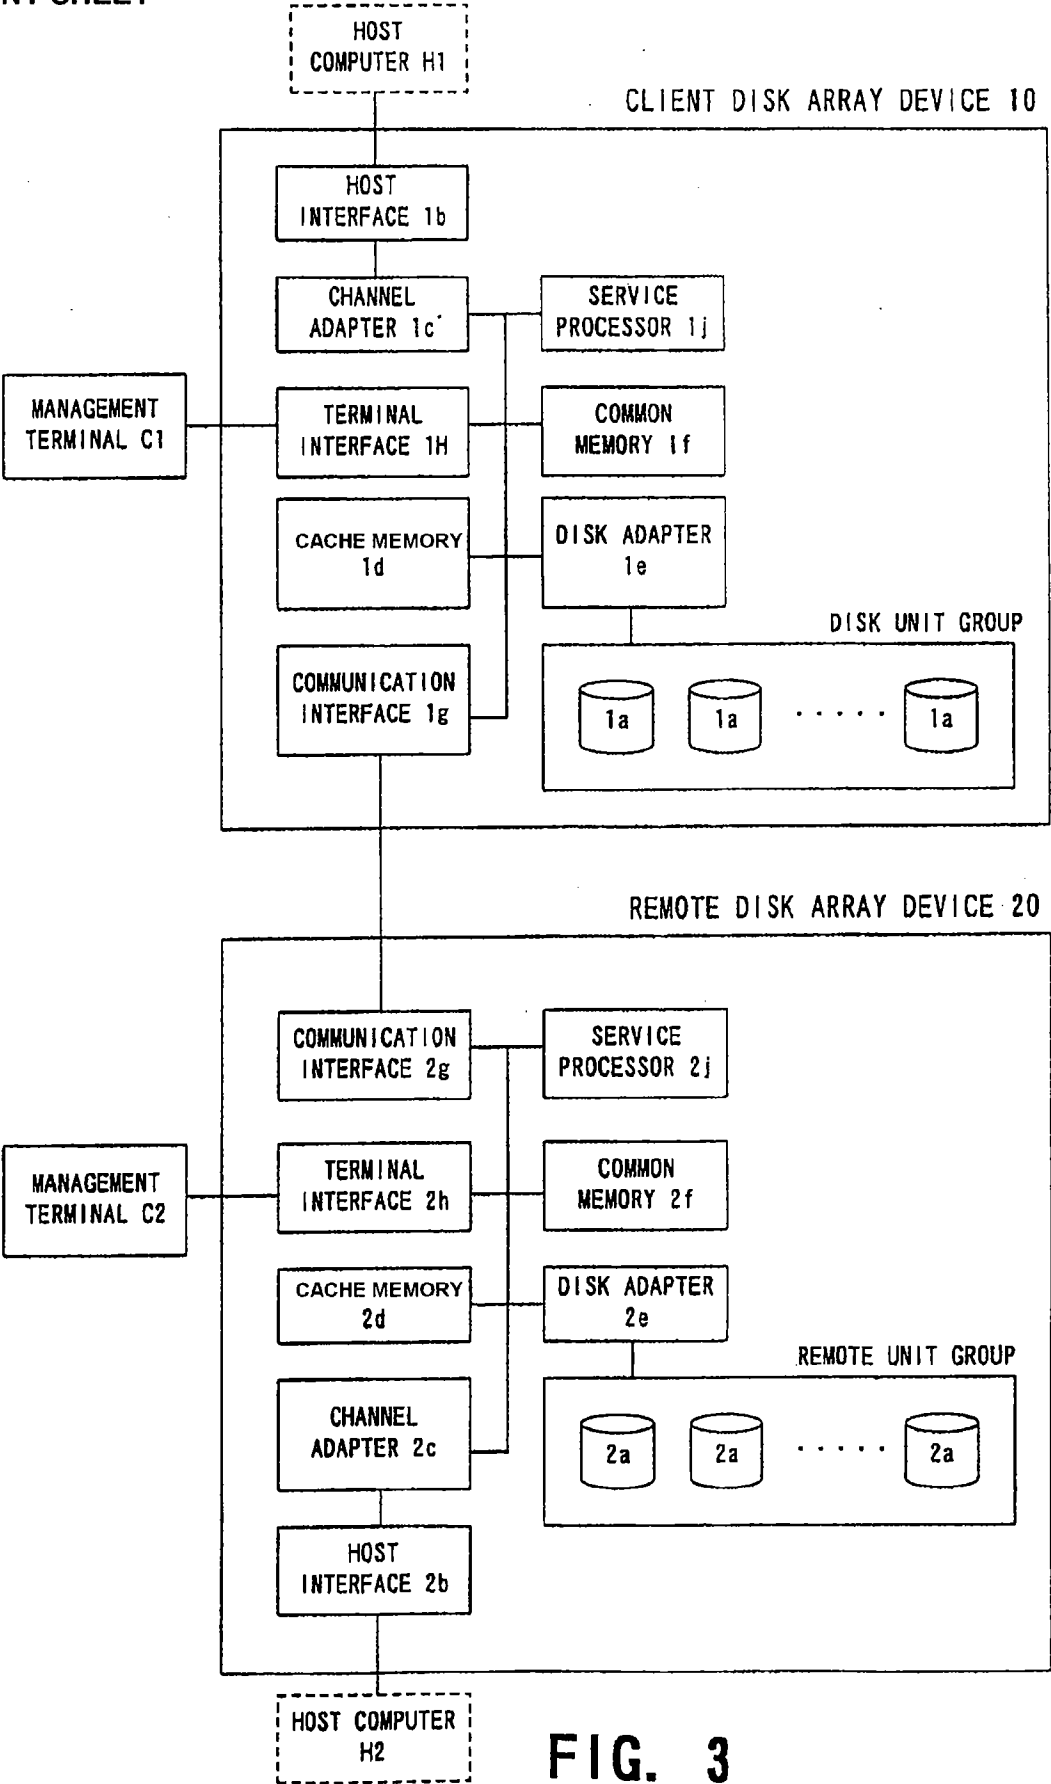 HOST
COMPUTER H1
CLIENT DISK ARRAY DEVICE 10
HOST
INTERFACE 1b
CHANNEL
ADAPTER 1c
SERVICE
PROCESSOR 1j
MANAGEMENT
TERMINAL C1
TERMINAL
INTERFACE 1H
COMMON
MEMORY 1f
CACHE MEMORY
1d
DISK ADAPTER
1e
DISK UNIT GROUP
COMMUNICATION
INTERFACE 1g
1a 1a ..... 1a
REMOTE DISK ARRAY DEVICE 20
COMMUNICATION
INTERFACE 2g
SERVICE
PROCESSOR 2j
MANAGEMENT
TERMINAL C2
TERMINAL
INTERFACE 2h
COMMON
MEMORY 2f
CACHE MEMORY
2d
DISK ADAPTER
2e
REMOTE UNIT GROUP
CHANNEL
ADAPTER 2c
2a 2a ..... 2a
HOST
INTERFACE 2b
HOST COMPUTER
H2
FIG. 3